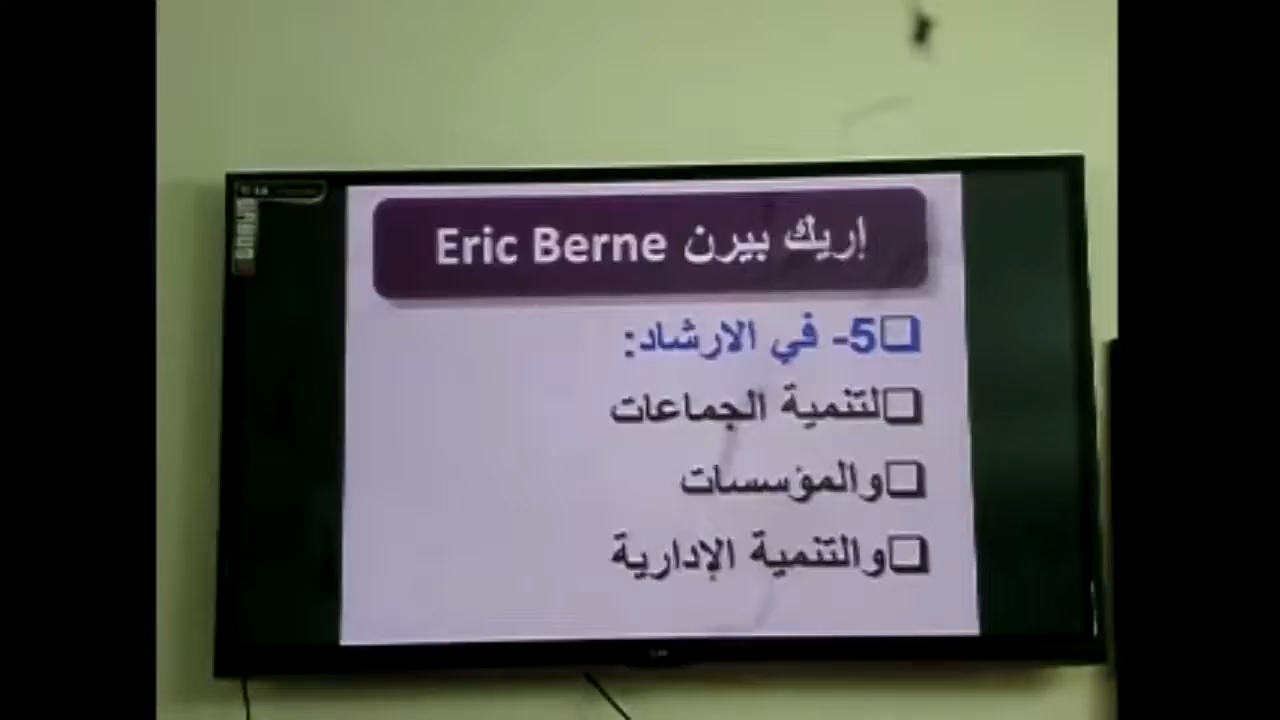 إريك بيرن Eric Berne
❑5- في الارشاد:
❑لتنمية الجماعات
❑والمؤسسات
❑والتنمية الإدارية